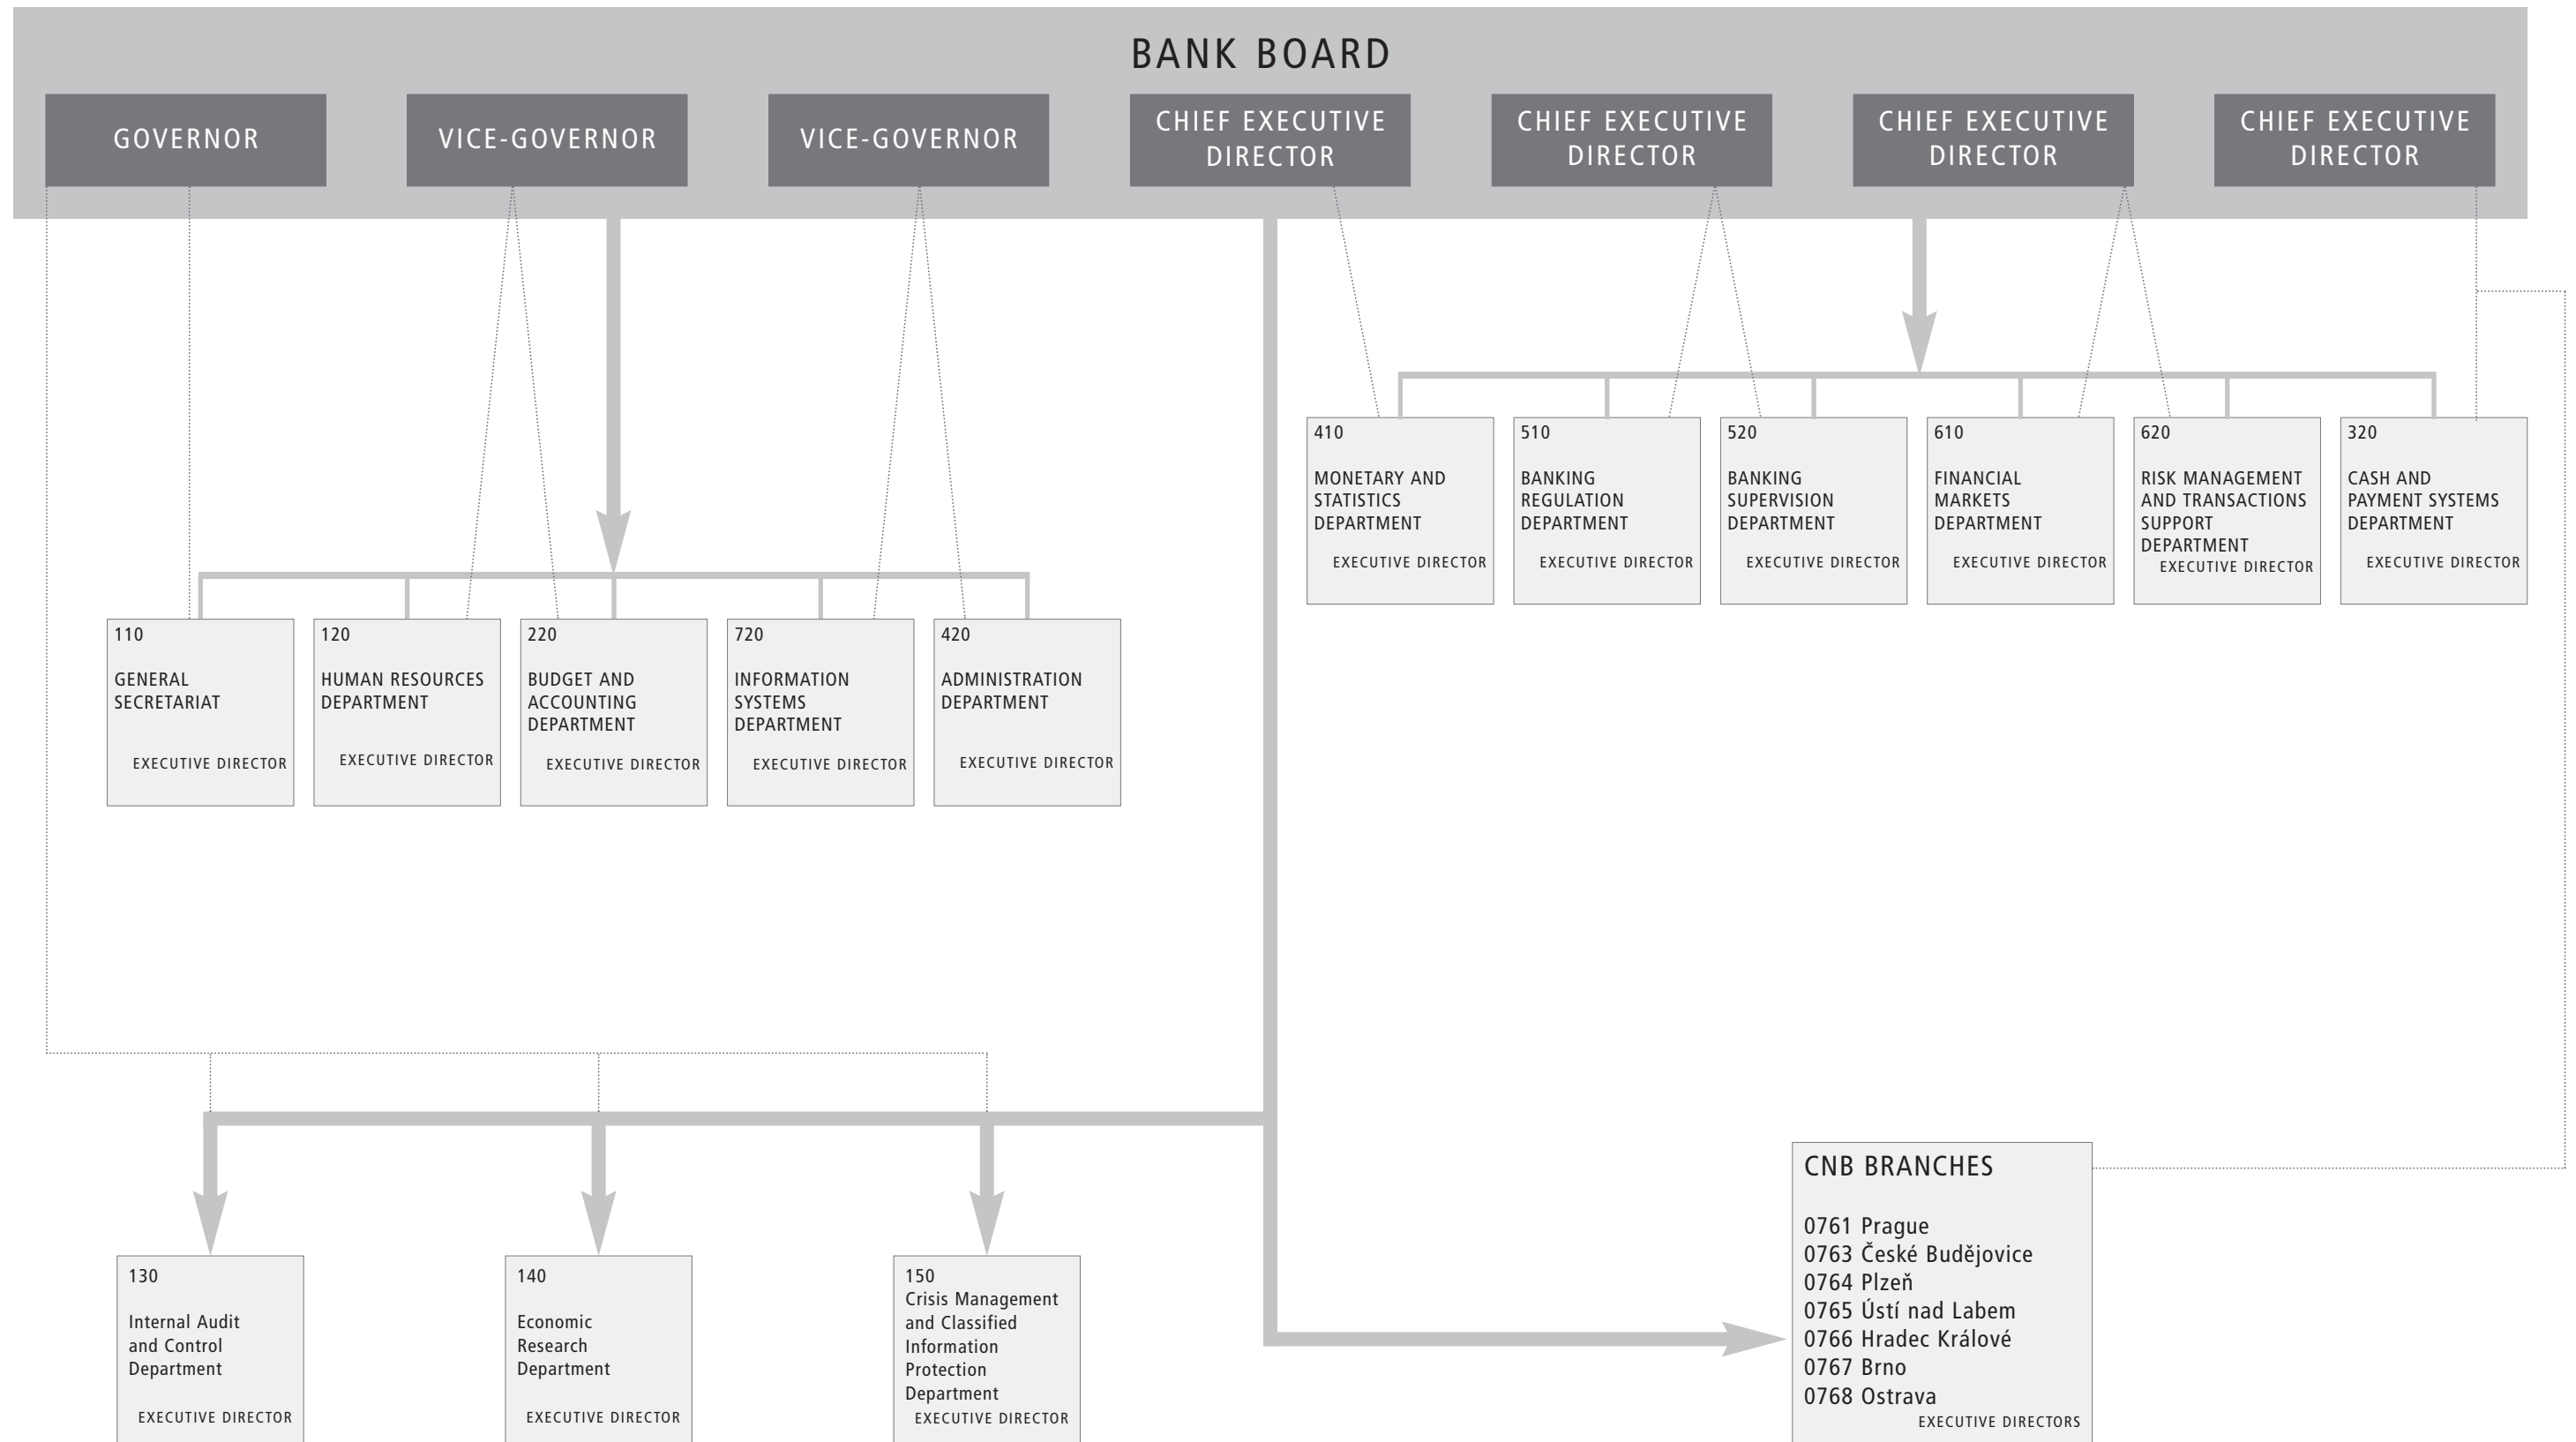 BANK BOARD
GOVERNOR
VICE-GOVERNOR
VICE-GOVERNOR
CHIEF EXECUTIVE
DIRECTOR
CHIEF EXECUTIVE
DIRECTOR
CHIEF EXECUTIVE
DIRECTOR
CHIEF EXECUTIVE
DIRECTOR
410
MONETARY AND
STATISTICS
DEPARTMENT
EXECUTIVE DIRECTOR
510
BANKING
REGULATION
DEPARTMENT
EXECUTIVE DIRECTOR
520
BANKING
SUPERVISION
DEPARTMENT
EXECUTIVE DIRECTOR
610
FINANCIAL
MARKETS
DEPARTMENT
EXECUTIVE DIRECTOR
620
RISK MANAGEMENT
AND TRANSACTIONS
SUPPORT
DEPARTMENT
EXECUTIVE DIRECTOR
320
CASH AND
PAYMENT SYSTEMS
DEPARTMENT
EXECUTIVE DIRECTOR
110
GENERAL
SECRETARIAT
EXECUTIVE DIRECTOR
120
HUMAN RESOURCES
DEPARTMENT
EXECUTIVE DIRECTOR
220
BUDGET AND
ACCOUNTING
DEPARTMENT
EXECUTIVE DIRECTOR
720
INFORMATION
SYSTEMS
DEPARTMENT
EXECUTIVE DIRECTOR
420
ADMINISTRATION
DEPARTMENT
EXECUTIVE DIRECTOR
130
Internal Audit
and Control
Department
EXECUTIVE DIRECTOR
140
Economic
Research
Department
EXECUTIVE DIRECTOR
150
Crisis Management
and Classified
Information
Protection
Department
EXECUTIVE DIRECTOR
CNB BRANCHES
0761 Prague
0763 České Budějovice
0764 Plzeň
0765 Ústí nad Labem
0766 Hradec Králové
0767 Brno
0768 Ostrava
EXECUTIVE DIRECTORS